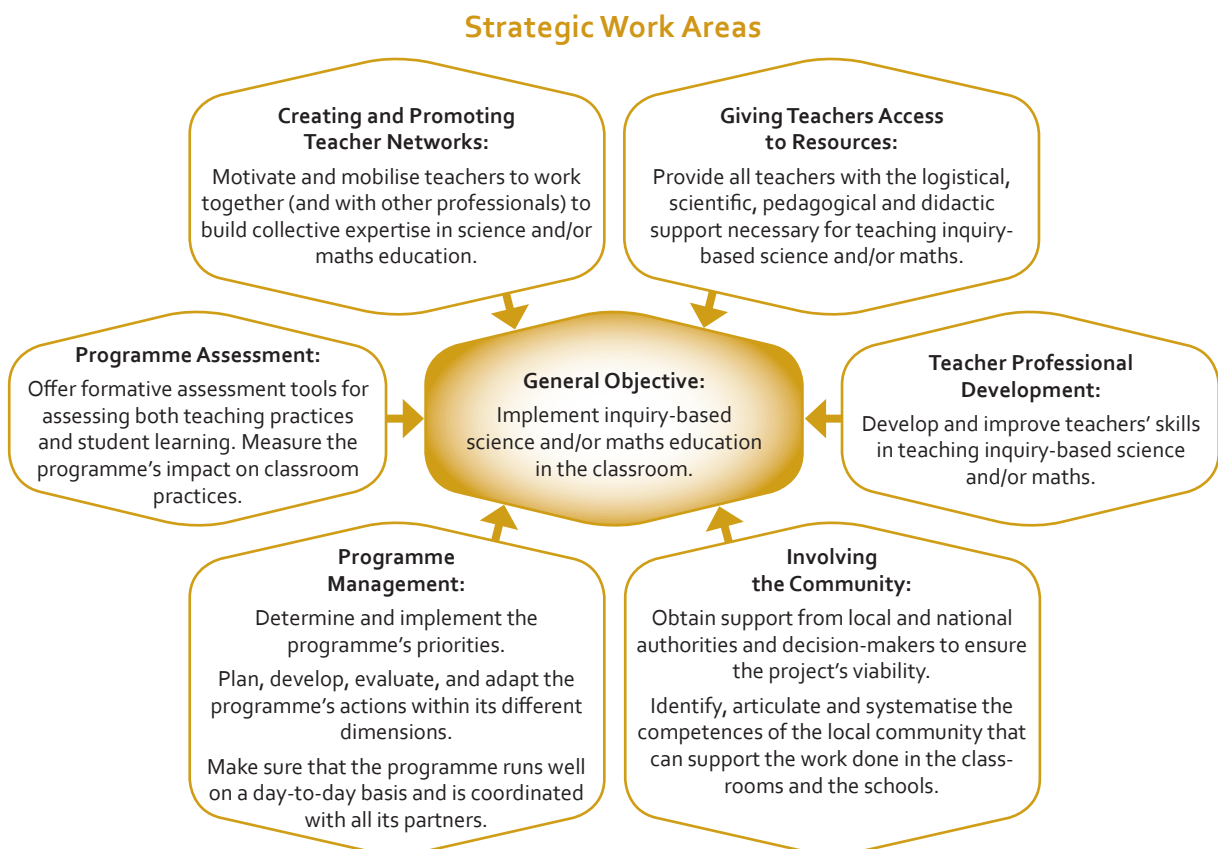 Strategic Work Areas
Creating and Promoting
Teacher Networks:
Motivate and mobilise teachers to work
together (and with other professionals) to
build collective expertise in science and/or
maths education.
Giving Teachers Access
to Resources:
Provide all teachers with the logistical,
scientific, pedagogical and didactic
support necessary for teaching inquiry-
based science and/or maths.
Programme Assessment:
Offer formative assessment tools for
assessing both teaching practices
and student learning. Measure the
programme’s impact on classroom
practices.
General Objective:
Implement inquiry-based
science and/or maths education
in the classroom.
Teacher Professional
Development:
Develop and improve teachers’ skills
in teaching inquiry-based science
and/or maths.
Programme
Management:
Determine and implement the
programme’s priorities.
Plan, develop, evaluate, and adapt the
programme’s actions within its different
dimensions.
Make sure that the programme runs well
on a day-to-day basis and is coordinated
with all its partners.
Involving
the Community:
Obtain support from local and national
authorities and decision-makers to ensure
the project’s viability.
Identify, articulate and systematise the
competences of the local community that
can support the work done in the class-
rooms and the schools.